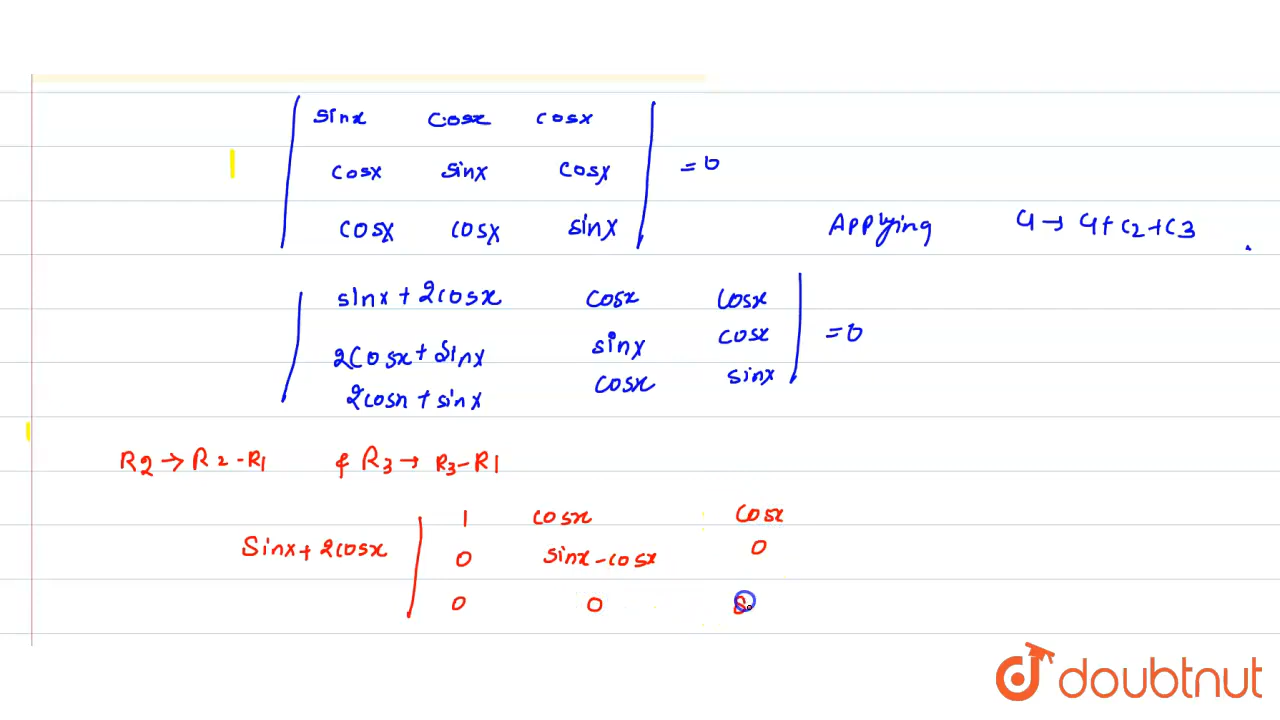 sinx cosx cosx
cosx sinx cosx = 0
cosx cosx sinx
Applying C1 → C1 + C2 + C3
sinx + 2cosx cosx cosx
2cosx + sinx sinx cosx = 0
2cosx + sinx cosx sinx
R2 → R2 - R1 & R3 → R3 - R1
1 cosx cosx
sinx + 2cosx 0 sinx - cosx 0
0 0
doubtnut